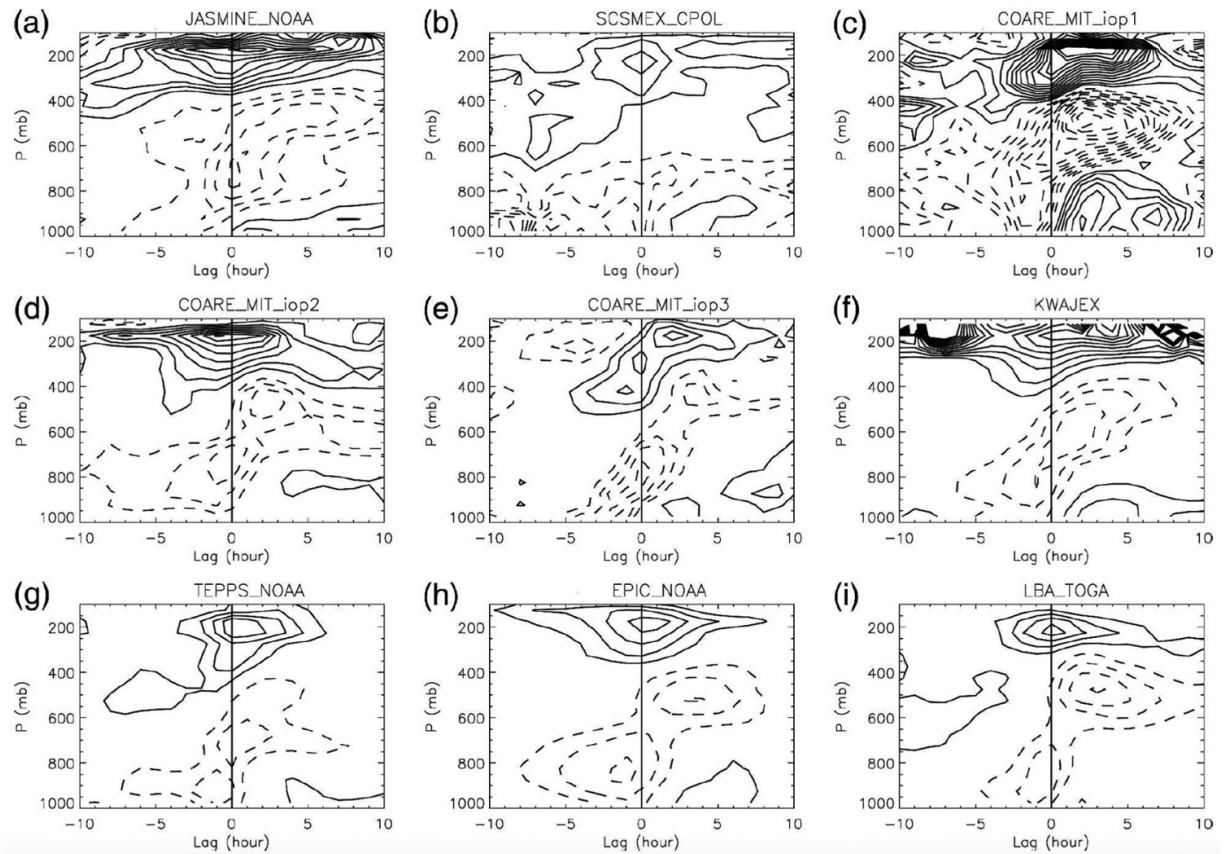 (a) JASMINE_NOAA
P (mb)
200
400
600
800
1000
-10 -5 0 5 10
Lag (hour)
(b) SCSMEX_CPOL
P (mb)
200
400
600
800
1000
-10 -5 0 5 10
Lag (hour)
(c) COARE_MIT_iop1
P (mb)
200
400
600
800
1000
-10 -5 0 5 10
Lag (hour)
(d) COARE_MIT_iop2
P (mb)
200
400
600
800
1000
-10 -5 0 5 10
Lag (hour)
(e) COARE_MIT_iop3
P (mb)
200
400
600
800
1000
-10 -5 0 5 10
Lag (hour)
(f) KWAJEX
P (mb)
200
400
600
800
1000
-10 -5 0 5 10
Lag (hour)
(g) TEPPS_NOAA
P (mb)
200
400
600
800
1000
-10 -5 0 5 10
Lag (hour)
(h) EPIC_NOAA
P (mb)
200
400
600
800
1000
-10 -5 0 5 10
Lag (hour)
(i) LBA_TOGA
P (mb)
200
400
600
800
1000
-10 -5 0 5 10
Lag (hour)